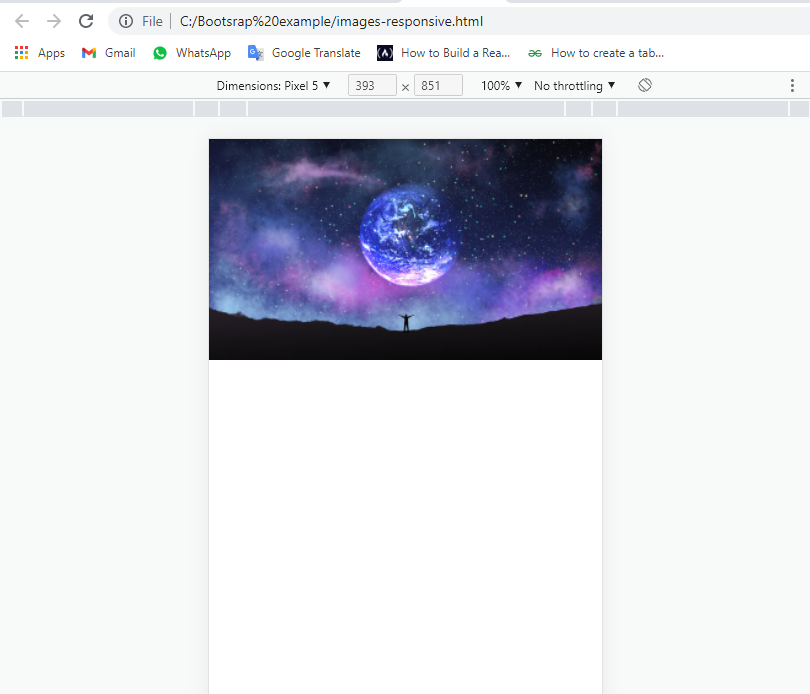 File C:/Bootsrap%20example/images-responsive.html
Apps Gmail WhatsApp Google Translate How to Build a Rea... How to create a tab...
Dimensions: Pixel 5 ▼ 393 × 851 100% ▼ No throttling ▼